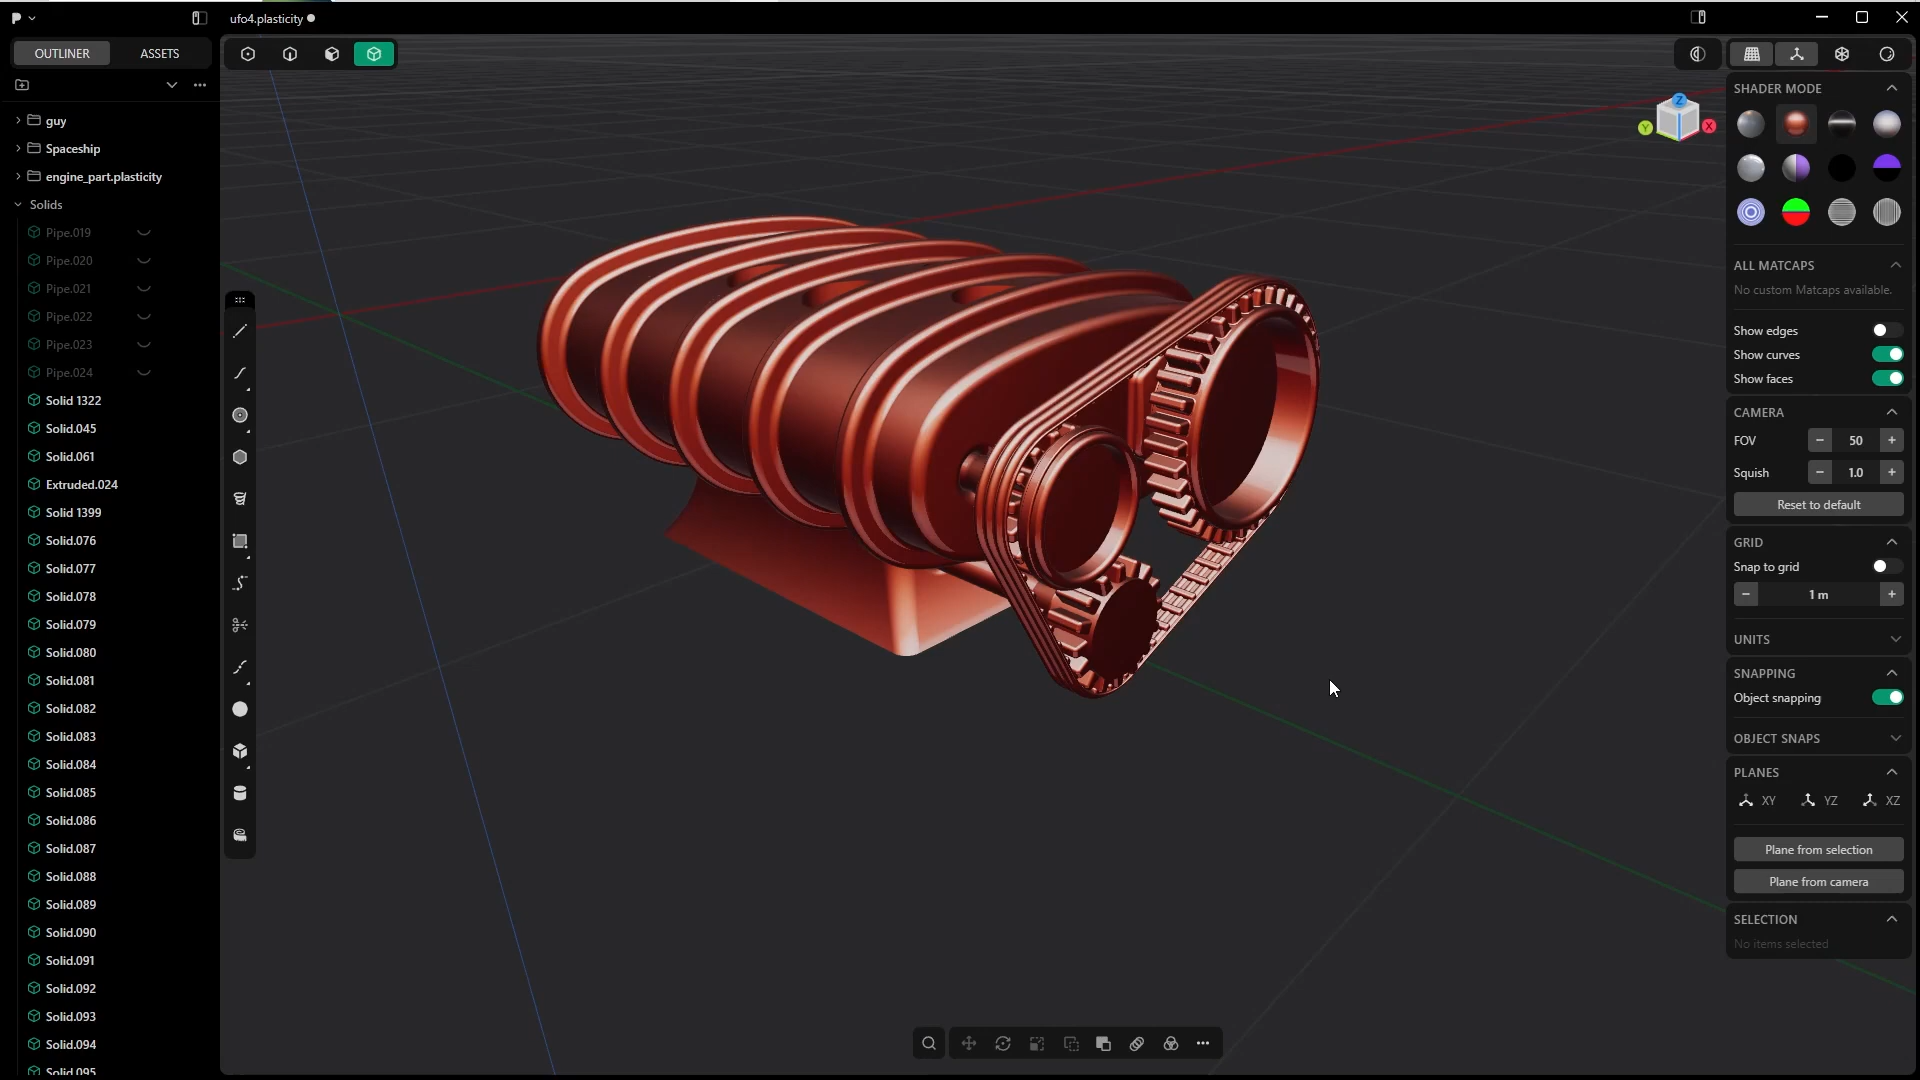 ufo4.plasticity
OUTLINER
ASSETS
guy
Spaceship
engine_part.plasticity
Solids
Pipe.019
Pipe.020
Pipe.021
Pipe.022
Pipe.023
Pipe.024
Solid 1322
Solid.045
Solid.061
Extruded.024
Solid 1399
Solid.076
Solid.077
Solid.078
Solid.079
Solid.080
Solid.081
Solid.082
Solid.083
Solid.084
Solid.085
Solid.086
Solid.087
Solid.088
Solid.089
Solid.090
Solid.091
Solid.092
Solid.093
Solid.094
Solid.095
Z
Y
X
SHADER MODE
ALL MATCAPS
No custom Matcaps available.
Show edges
Show curves
Show faces
CAMERA
FOV
− 50 +
Squish
− 1.0 +
Reset to default
GRID
Snap to grid
− 1 m +
UNITS
SNAPPING
Object snapping
OBJECT SNAPS
PLANES
XY
YZ
XZ
Plane from selection
Plane from camera
SELECTION
No items selected